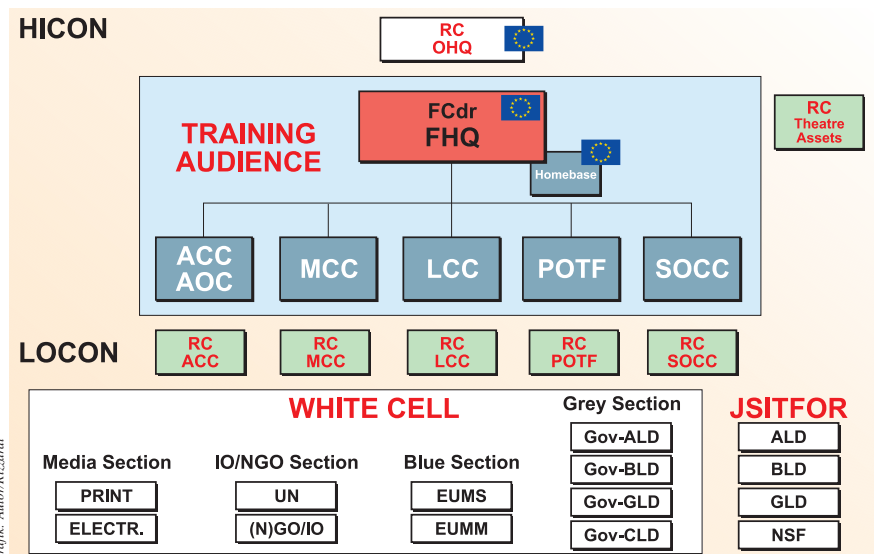 HICON
RC
OHQ
TRAINING
AUDIENCE
FCdr
FHQ
Homebase
RC
Theatre
Assets
ACC
AOC
MCC
LCC
POTF
SOCC
LOCON
RC
ACC
RC
MCC
RC
LCC
RC
POTF
RC
SOCC
WHITE CELL
Media Section
PRINT
ELECTR.
IO/NGO Section
UN
(N)GO/IO
Blue Section
EUMS
EUMM
Grey Section
Gov-ALD
Gov-BLD
Gov-GLD
Gov-CLD
JSITFOR
ALD
BLD
GLD
NSF